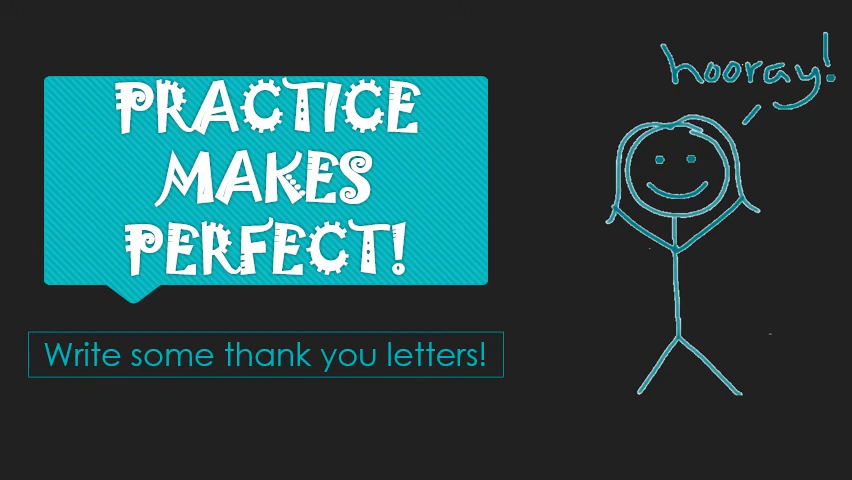 PRACTICE
MAKES
PERFECT!
Write some thank you letters!
hooray!